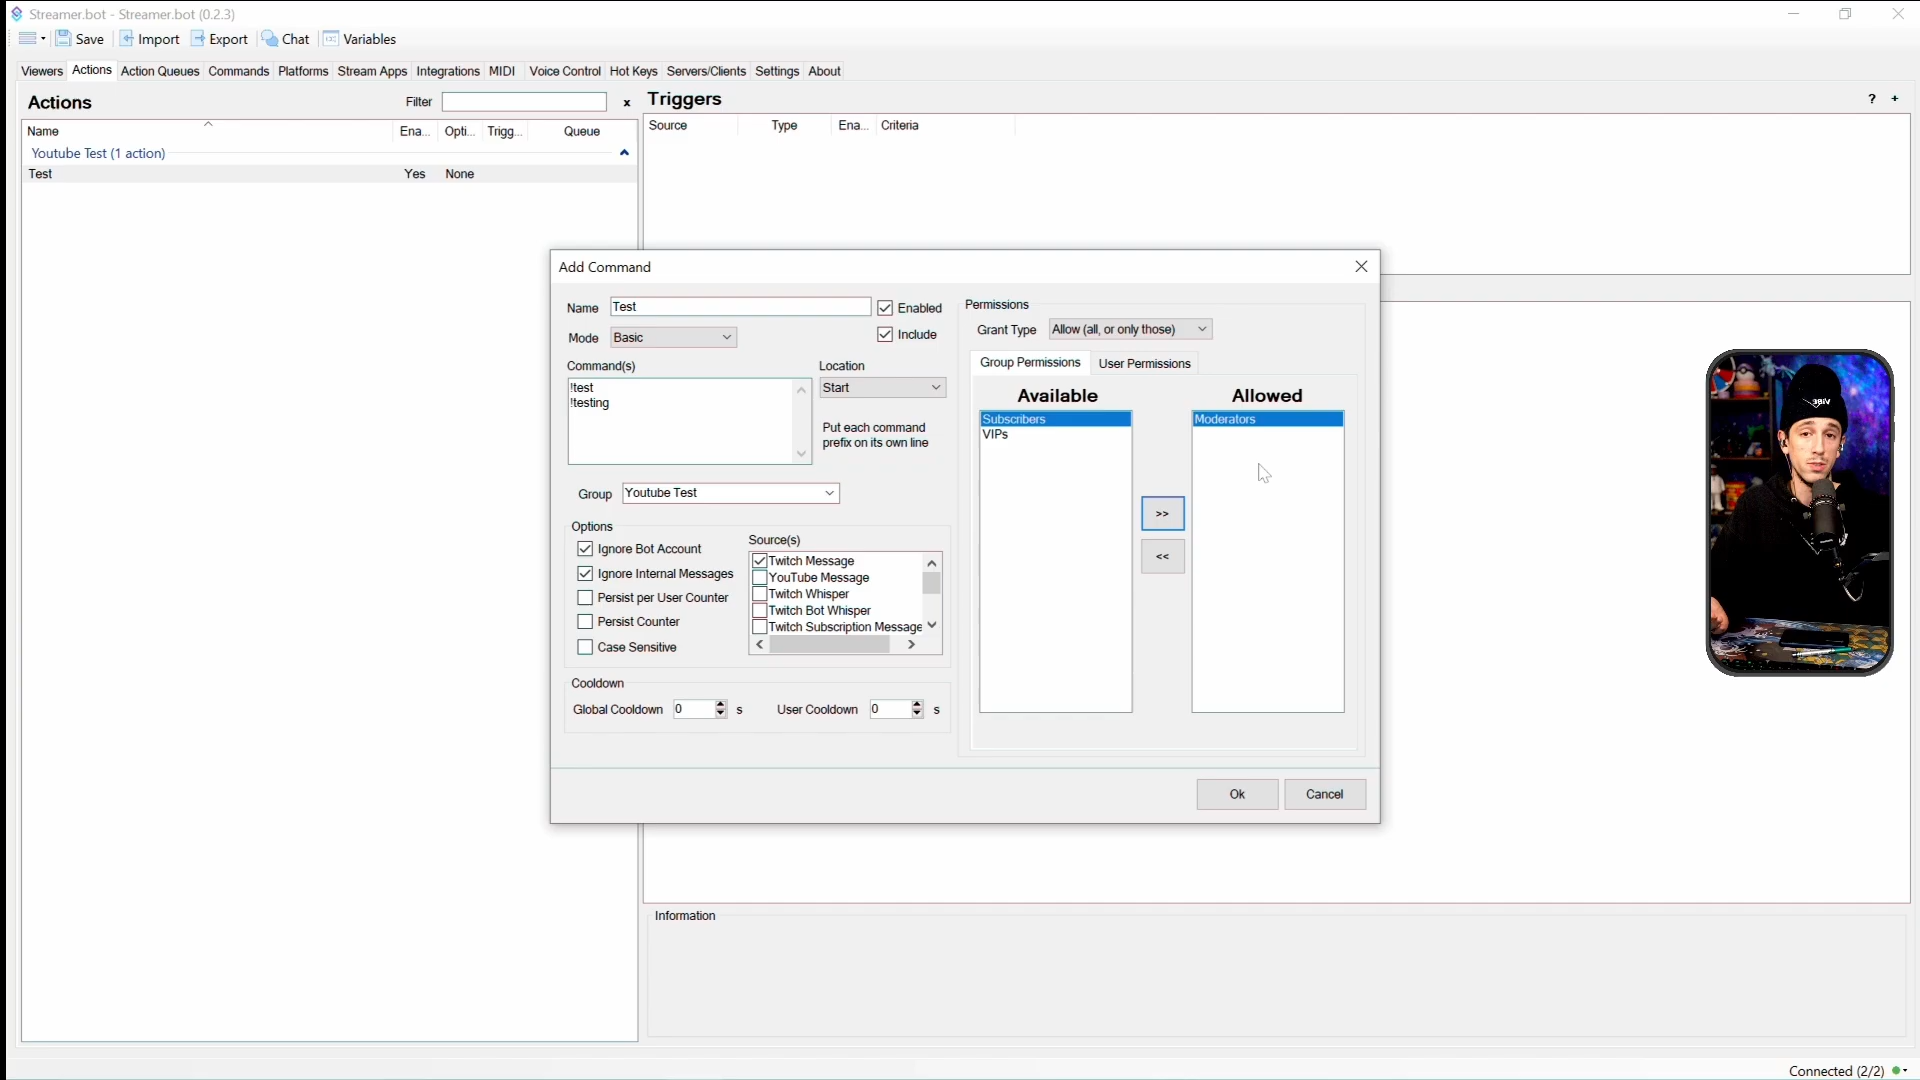 Streamer.bot - Streamer.bot (0.2.3)
Save Import Export Chat Variables
Viewers Actions Action Queues Commands Platforms Stream Apps Integrations MIDI Voice Control Hot Keys Servers/Clients Settings About
Actions
Filter
x
Name Ena... Opti... Trigg... Queue
Youtube Test (1 action)
Test Yes None
Triggers
? +
Source Type Ena... Criteria
Add Command
Name Test Enabled
Mode Basic Include
Command(s)
!test
!testing
Location
Start
Put each command
prefix on its own line
Group Youtube Test
Options
Ignore Bot Account
Ignore Internal Messages
Persist per User Counter
Persist Counter
Case Sensitive
Source(s)
Twitch Message
YouTube Message
Twitch Whisper
Twitch Bot Whisper
Twitch Subscription Message
Cooldown
Global Cooldown 0 s User Cooldown 0 s
Permissions
Grant Type Allow (all, or only those)
Group Permissions User Permissions
Available
Subscribers
VIPs
>>
<<
Allowed
Moderators
Ok Cancel
Information
VIBE
Connected (2/2)